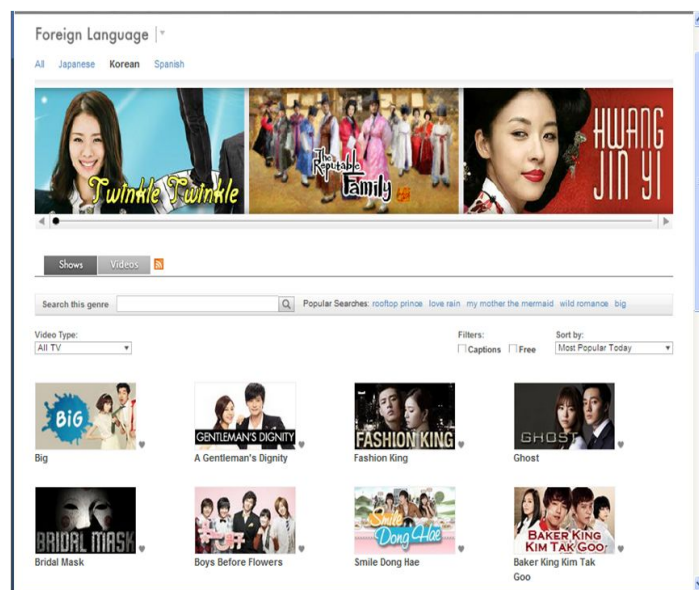 Foreign Language
All Japanese Korean Spanish
Twinkle Twinkle
The Reputable Family
HWANG JIN YI
Shows Videos
Search this genre Popular Searches: rooftop prince love rain my mother the mermaid wild romance big
Video Type: Filters: Sort by:
All TV Captions Free Most Popular Today
BiG
GENTLEMAN'S DIGNITY
FASHION KING
GHOST
Big A Gentleman's Dignity Fashion King Ghost
BRIDAL MASK
Smile Dong Hae
BAKER KING
KIM TAK GOO
Bridal Mask Boys Before Flowers Smile Dong Hae Baker King Kim Tak
Goo